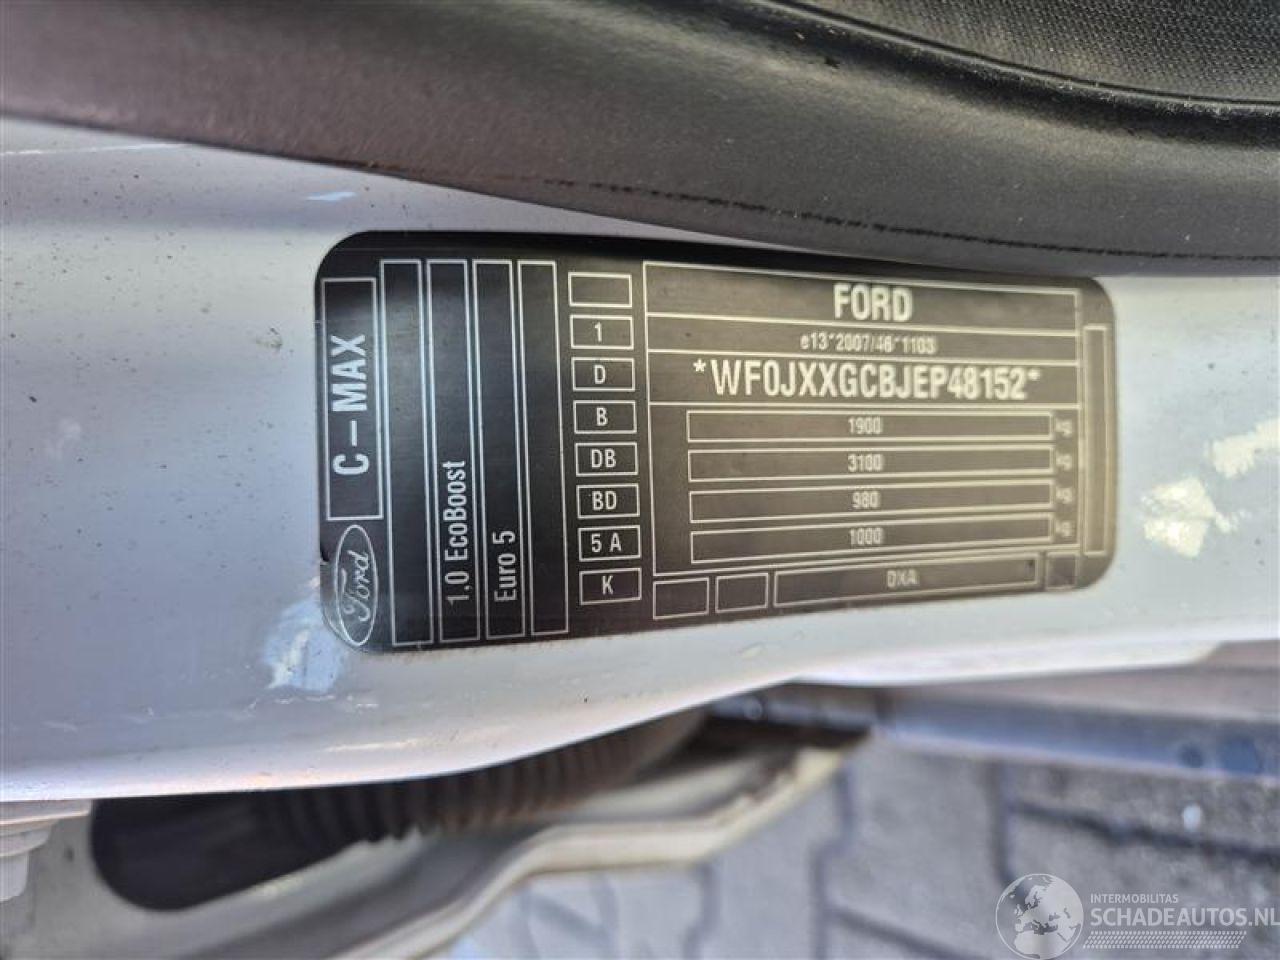 FORD
e13*2007/46*1103
*WF0JXXGCBJEP48152*
1900 kg
3100 kg
980 kg
1000 kg
DXA
1
D
B
DB
BD
5 A
K
Ford
C-MAX
1.0 EcoBoost
Euro 5
INTERMOBILITAS
SCHADEAUTOS.NL